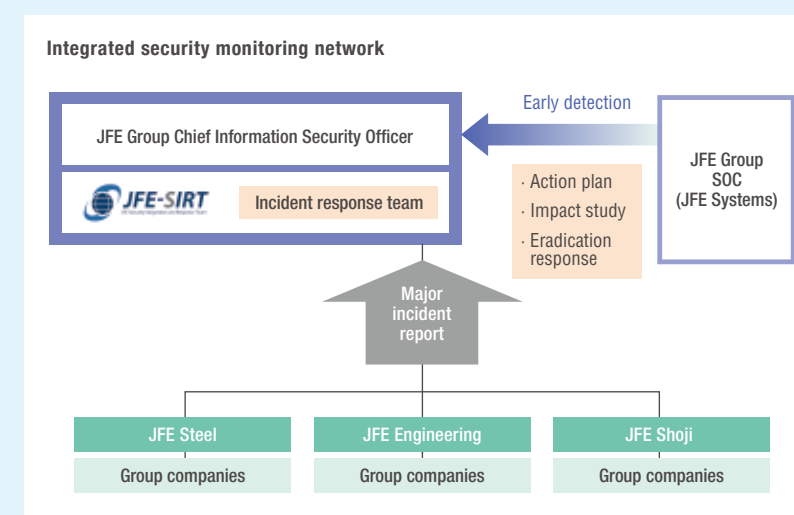 Integrated security monitoring network
JFE Group Chief Information Security Officer
JFE-SIRT
Incident response team
Early detection
· Action plan
· Impact study
· Eradication
response
JFE Group
SOC
(JFE Systems)
Major
incident
report
JFE Steel
JFE Engineering
JFE Shoji
Group companies
Group companies
Group companies